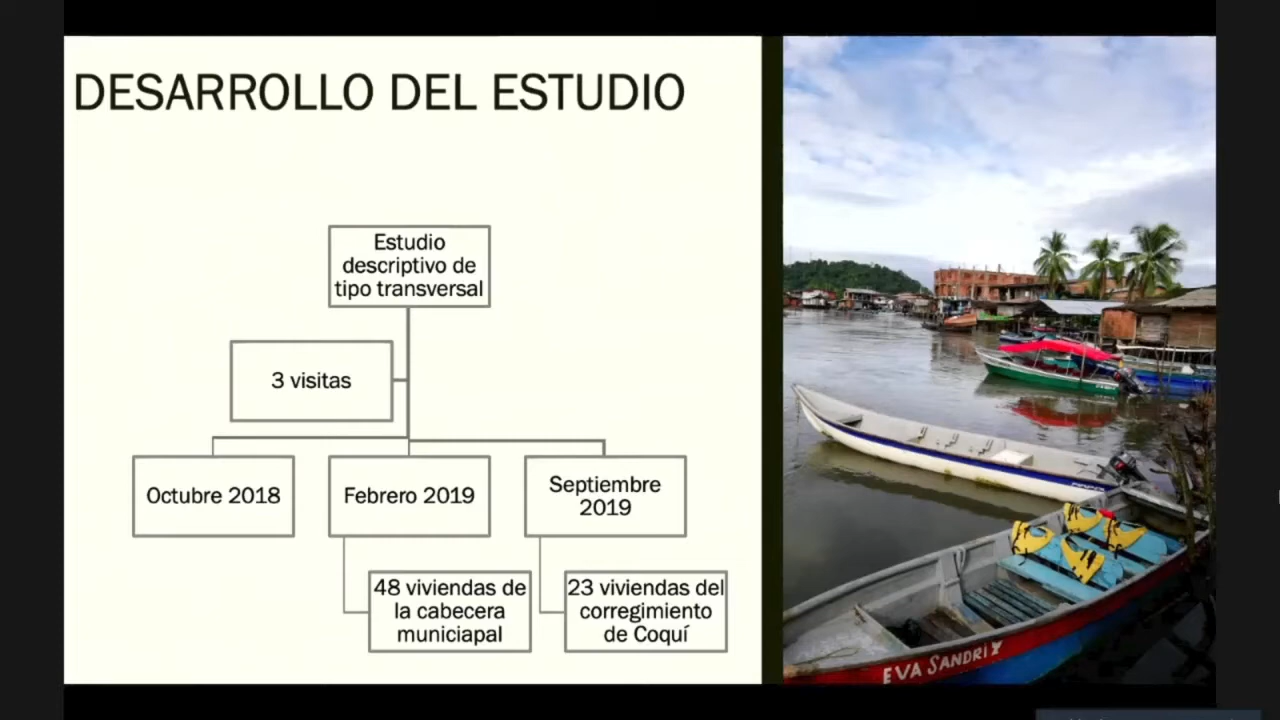 DESARROLLO DEL ESTUDIO
Estudio
descriptivo de
tipo transversal
3 visitas
Octubre 2018
Febrero 2019
Septiembre
2019
48 viviendas de
la cabecera
municiapal
23 viviendas del
corregimiento
de Coquí
EVA SANDRI